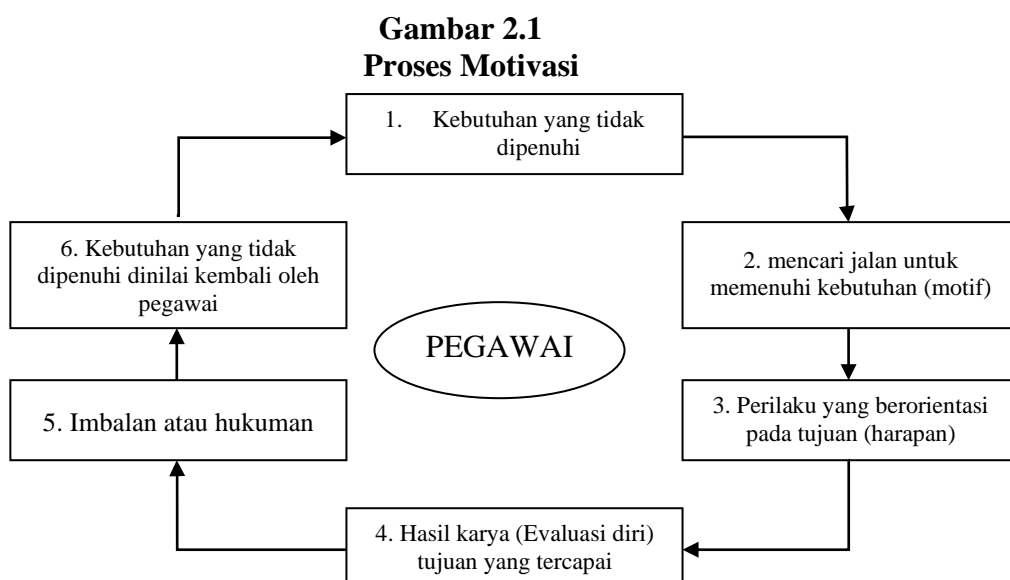 Gambar 2.1
Proses Motivasi
1. Kebutuhan yang tidak
dipenuhi
2. mencari jalan untuk
memenuhi kebutuhan (motif)
3. Perilaku yang berorientasi
pada tujuan (harapan)
4. Hasil karya (Evaluasi diri)
tujuan yang tercapai
5. Imbalan atau hukuman
6. Kebutuhan yang tidak
dipenuhi dinilai kembali oleh
pegawai
PEGAWAI